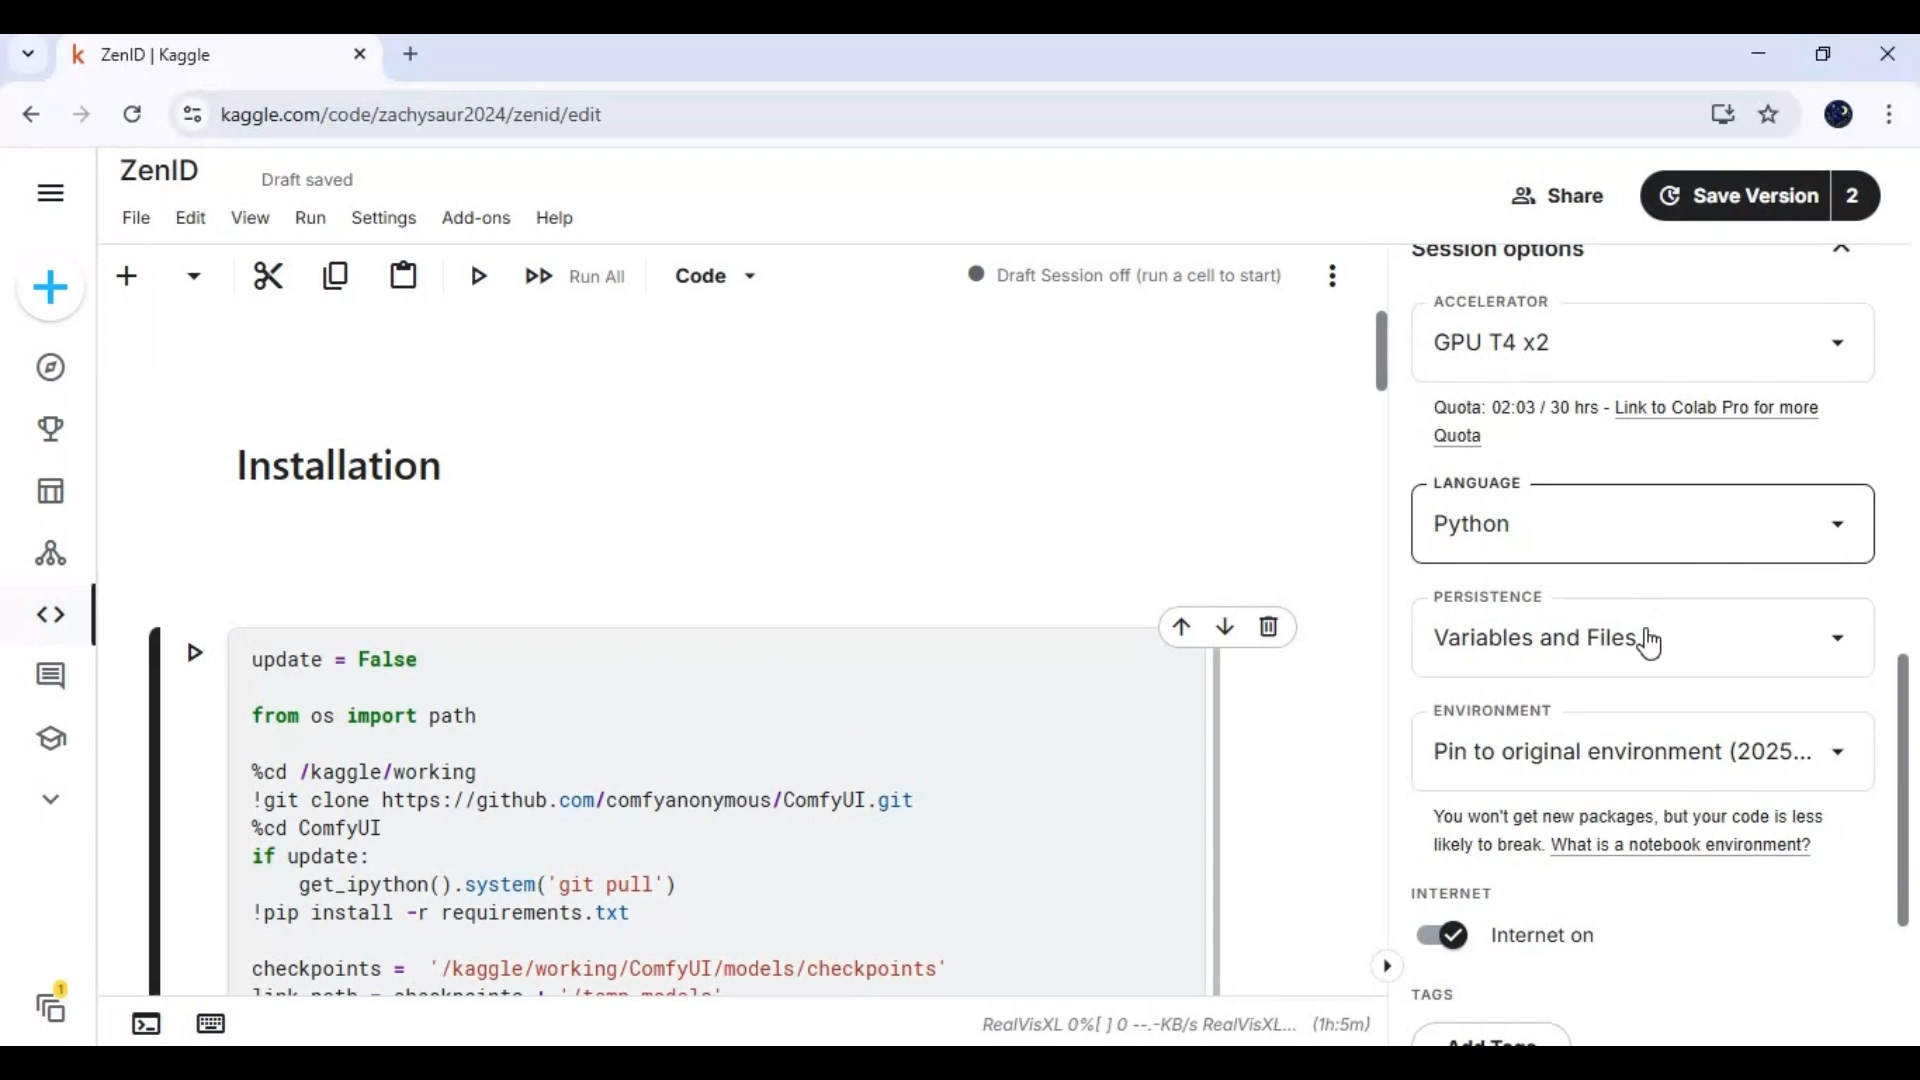 ZenID | Kaggle
kaggle.com/code/zachysaur2024/zenid/edit
ZenID
Draft saved
File Edit View Run Settings Add-ons Help
Share
Save Version 2
Run All
Code
Draft Session off (run a cell to start)
Session options
ACCELERATOR
GPU T4 x2
Quota: 02:03 / 30 hrs - Link to Colab Pro for more
Quota
LANGUAGE
Python
PERSISTENCE
Variables and Files
ENVIRONMENT
Pin to original environment (2025...
You won't get new packages, but your code is less
likely to break. What is a notebook environment?
INTERNET
Internet on
TAGS
Add Tags
Installation
update = False
from os import path
%cd /kaggle/working
!git clone https://github.com/comfyanonymous/ComfyUI.git
%cd ComfyUI
if update:
get_ipython().system('git pull')
!pip install -r requirements.txt
checkpoints = '/kaggle/working/ComfyUI/models/checkpoints'
link_path = checkpoints + '/temp_models'
1
RealVisXL 0%[ ] 0 --.-KB/s RealVisXL... (1h:5m)